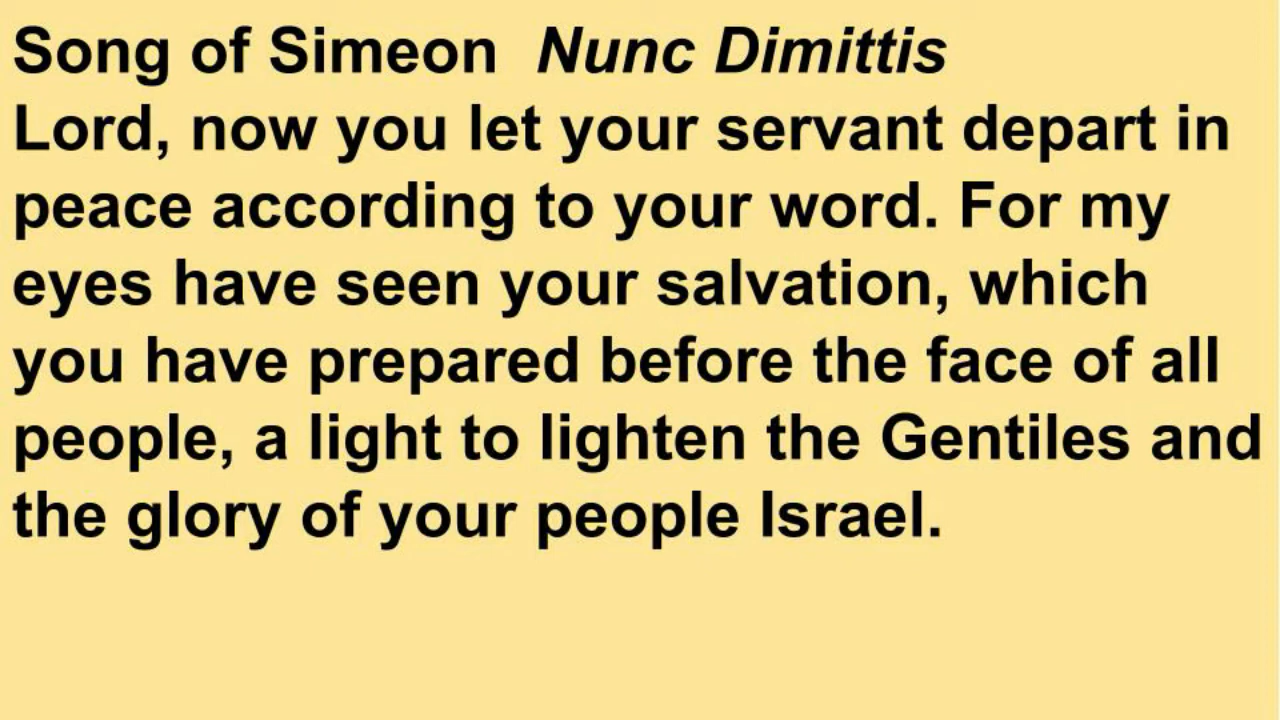 Song of Simeon Nunc Dimittis
Lord, now you let your servant depart in
peace according to your word. For my
eyes have seen your salvation, which
you have prepared before the face of all
people, a light to lighten the Gentiles and
the glory of your people Israel.